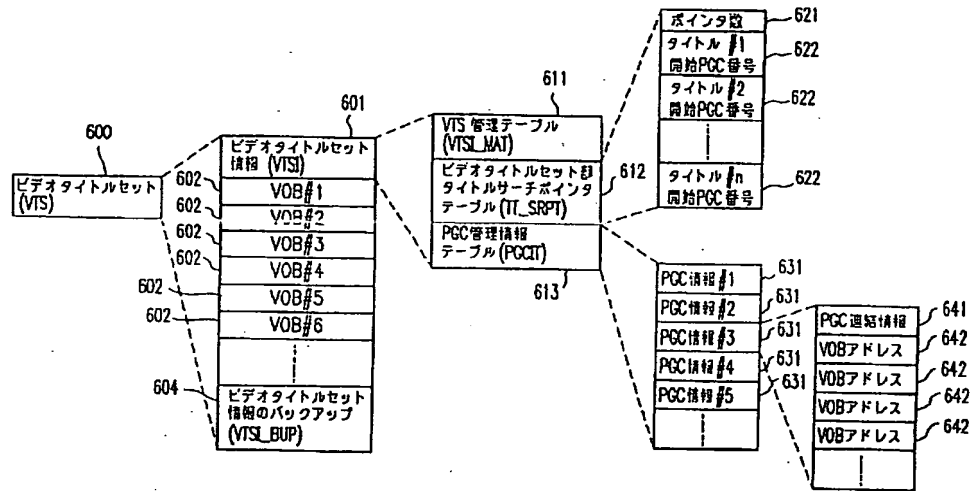 600
ビデオタイトルセット
(VTS)
601
ビデオタイトルセット
情報(VTSI)
602
VOB#1
602
VOB#2
602
VOB#3
602
VOB#4
602
VOB#5
602
VOB#6
604
ビデオタイトルセット
情報のバックアップ
(VTSI_BUP)
611
VTS管理テーブル
(VTSI_MAT)
ビデオタイトルセット部
タイトルサーチポインタ
テーブル(TT_SRPT)
612
PGC管理情報
テーブル(PGCIT)
613
ポインタ数
621
タイトル#1
開始PGC番号
622
タイトル#2
開始PGC番号
622
タイトル#n
開始PGC番号
622
PGC情報#1
631
PGC情報#2
631
PGC情報#3
631
PGC情報#4
631
PGC情報#5
631
PGC連結情報
641
VOBアドレス
642
VOBアドレス
642
VOBアドレス
642
VOBアドレス
642